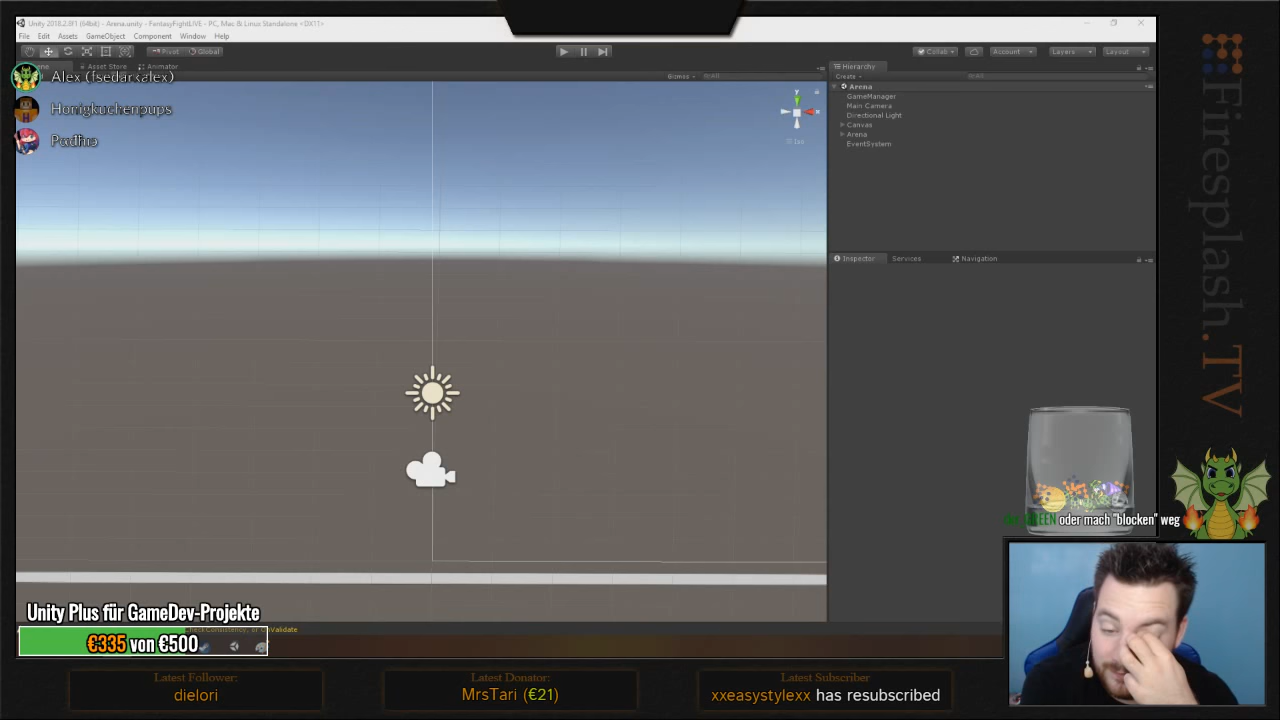 Unity 2018.2.8f1 (64bit) - Arena.unity - FantasyFightLIVE - PC, Mac & Linux Standalone <DX11>
File Edit Assets GameObject Component Window Help
Pivot Global
Collab
Account
Layers
Layout
Asset Store
Animator
Gizmos
Hierarchy
Create
Arena
GameManager
Main Camera
Directional Light
Canvas
Arena
EventSystem
Inspector
Services
Navigation
Alex (fsedarkalex)
Honigkuchenpups
Firesplash.TV
oder mach "blocken" weg
Unity Plus für GameDev-Projekte
€335 von €500
Latest Follower:
dielori
Latest Donator:
MrsTari (€21)
Latest Subscriber
xxeasystylexx has resubscribed